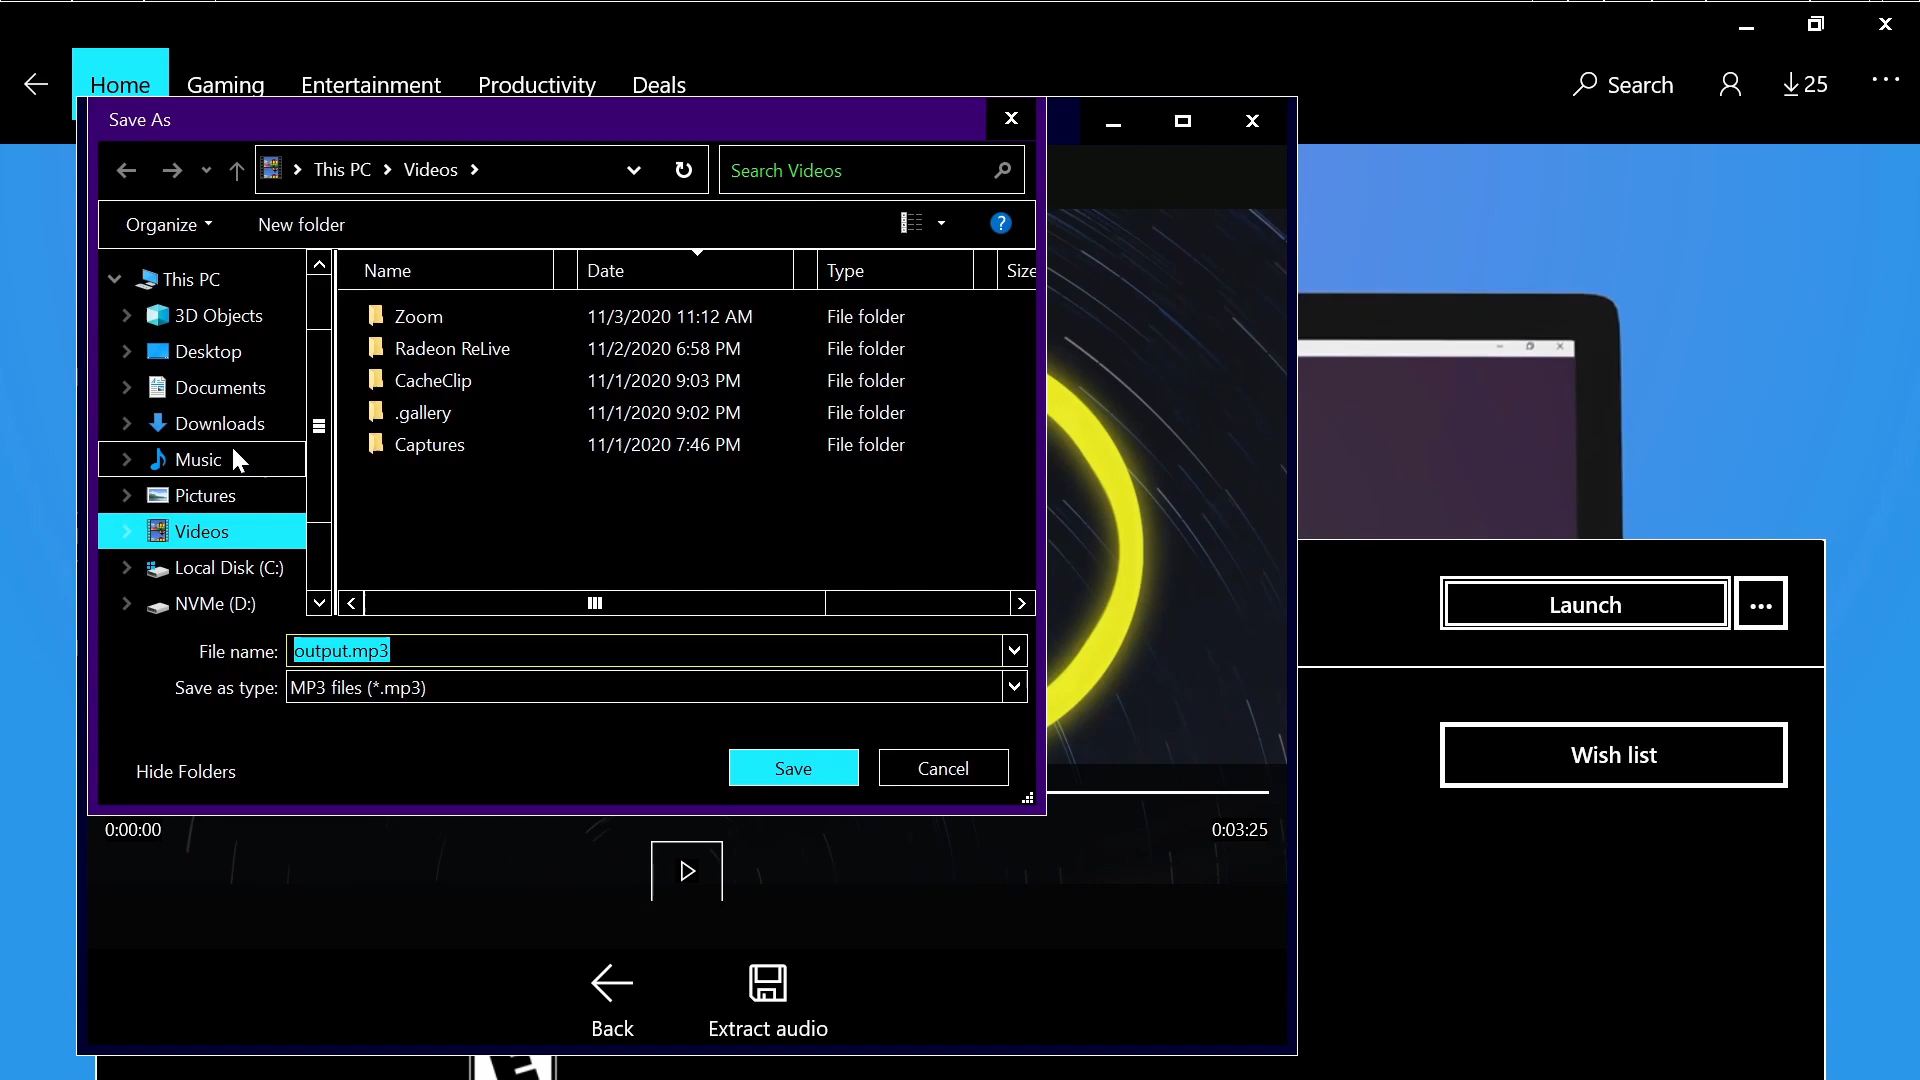 Home Gaming Entertainment Productivity Deals Search 25
Save As
This PC Videos
Search Videos
Organize New folder
Name Date Type Size
This PC
3D Objects
Desktop
Documents
Downloads
Music
Pictures
Videos
Local Disk (C:)
NVMe (D:)
Zoom 11/3/2020 11:12 AM File folder
Radeon ReLive 11/2/2020 6:58 PM File folder
CacheClip 11/1/2020 9:03 PM File folder
.gallery 11/1/2020 9:02 PM File folder
Captures 11/1/2020 7:46 PM File folder
File name: output.mp3
Save as type: MP3 files (*.mp3)
Hide Folders Save Cancel
Launch
Wish list
0:00:00 0:03:25
Back Extract audio